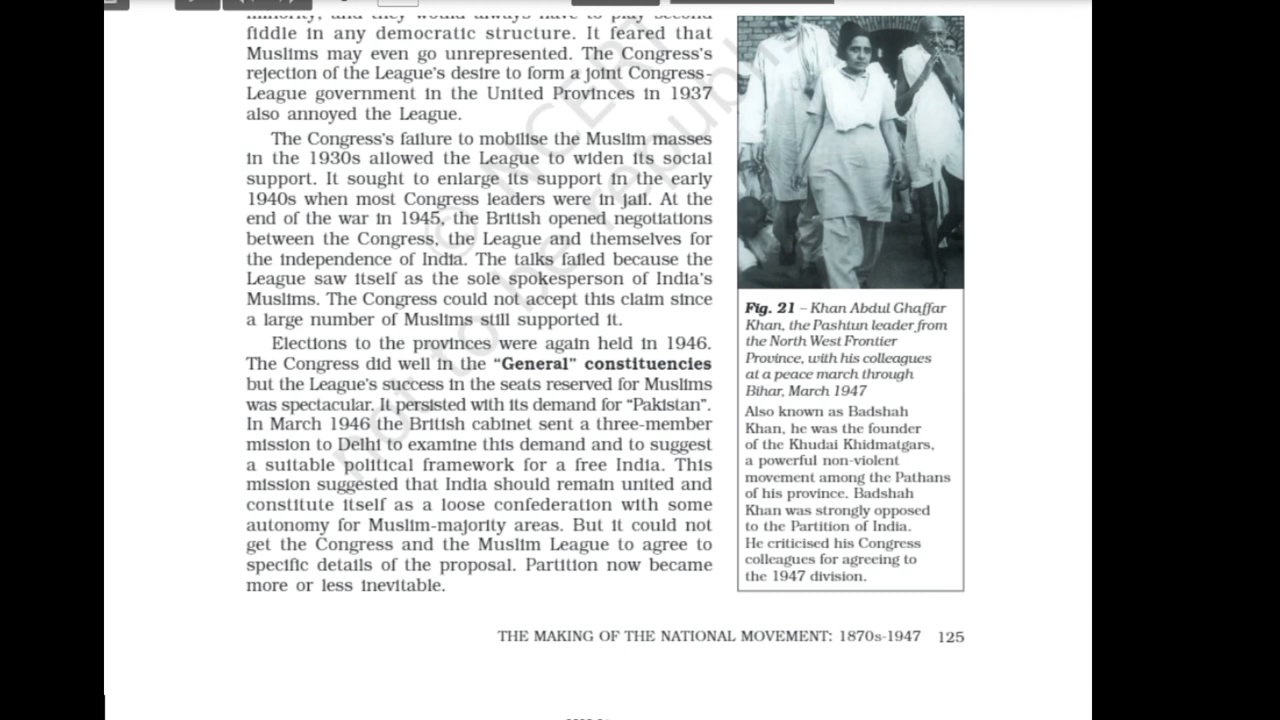 minority, and they would always have to play second
fiddle in any democratic structure. It feared that
Muslims may even go unrepresented. The Congress's
rejection of the League's desire to form a joint Congress-
League government in the United Provinces in 1937
also annoyed the League.
The Congress's failure to mobilise the Muslim masses
in the 1930s allowed the League to widen its social
support. It sought to enlarge its support in the early
1940s when most Congress leaders were in jail. At the
end of the war in 1945, the British opened negotiations
between the Congress, the League and themselves for
the independence of India. The talks failed because the
League saw itself as the sole spokesperson of India's
Muslims. The Congress could not accept this claim since
a large number of Muslims still supported it.
Elections to the provinces were again held in 1946.
The Congress did well in the “General” constituencies
but the League's success in the seats reserved for Muslims
was spectacular. It persisted with its demand for “Pakistan”.
In March 1946 the British cabinet sent a three-member
mission to Delhi to examine this demand and to suggest
a suitable political framework for a free India. This
mission suggested that India should remain united and
constitute itself as a loose confederation with some
autonomy for Muslim-majority areas. But it could not
get the Congress and the Muslim League to agree to
specific details of the proposal. Partition now became
more or less inevitable.
Fig. 21 – Khan Abdul Ghaffar
Khan, the Pashtun leader from
the North West Frontier
Province, with his colleagues
at a peace march through
Bihar, March 1947
Also known as Badshah
Khan, he was the founder
of the Khudai Khidmatgars,
a powerful non-violent
movement among the Pathans
of his province. Badshah
Khan was strongly opposed
to the Partition of India.
He criticised his Congress
colleagues for agreeing to
the 1947 division.
THE MAKING OF THE NATIONAL MOVEMENT: 1870s-1947 125
© NCERT
not to be republi